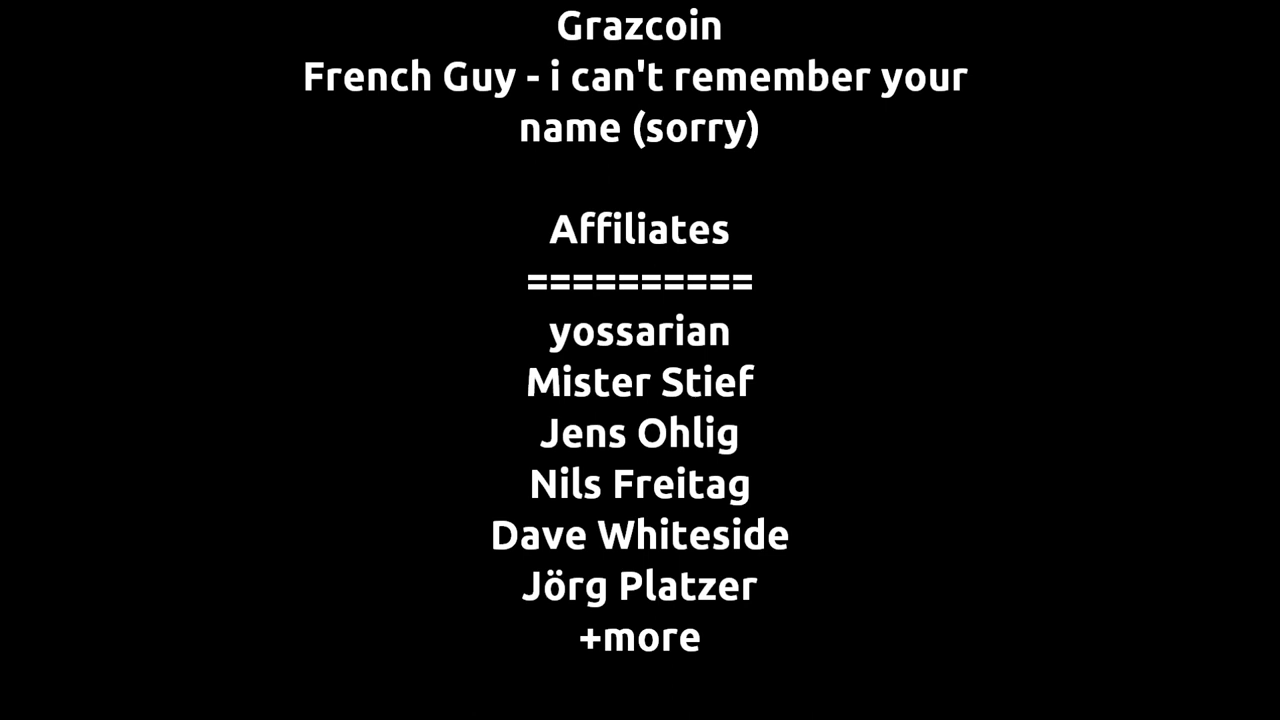 Grazcoin
French Guy - i can't remember your
name (sorry)
Affiliates
==========
yossarian
Mister Stief
Jens Ohlig
Nils Freitag
Dave Whiteside
Jörg Platzer
+more